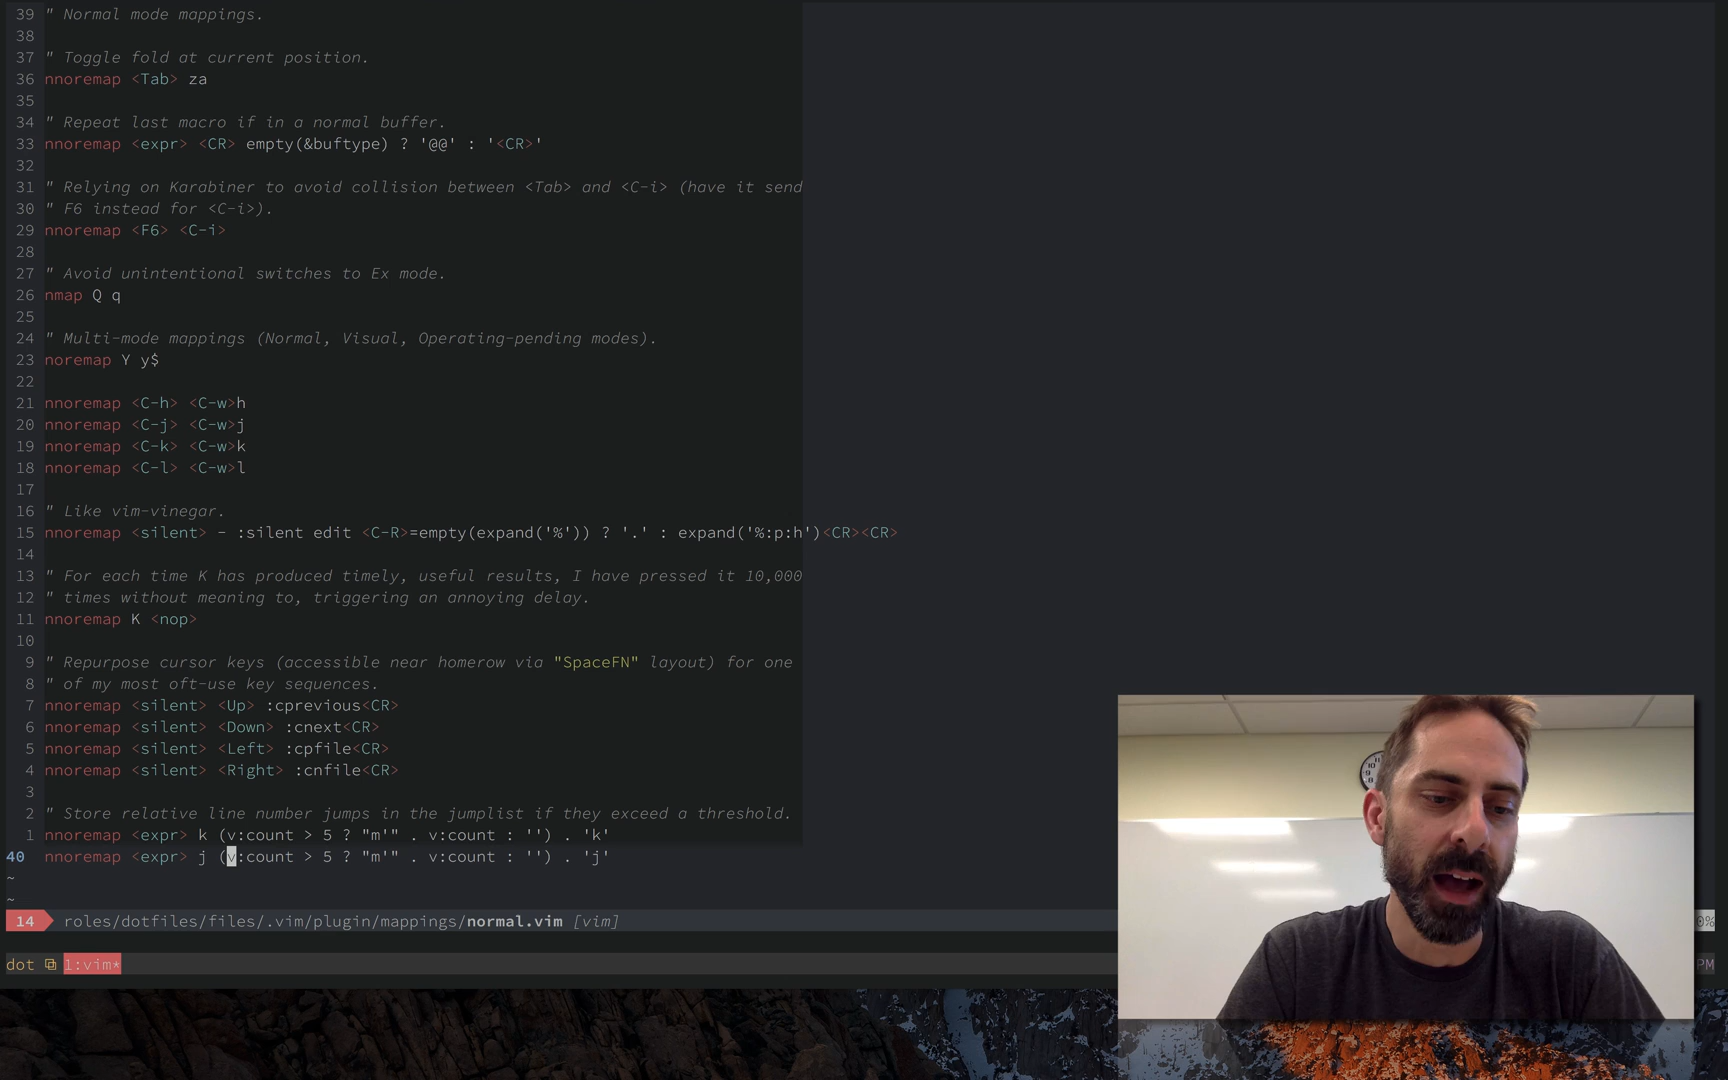 39 " Normal mode mappings.
38
37 " Toggle fold at current position.
36 nnoremap <Tab> za
35
34 " Repeat last macro if in a normal buffer.
33 nnoremap <expr> <CR> empty(&buftype) ? '@@' : '<CR>'
32
31 " Relying on Karabiner to avoid collision between <Tab> and <C-i> (have it send
30 " F6 instead for <C-i>).
29 nnoremap <F6> <C-i>
28
27 " Avoid unintentional switches to Ex mode.
26 nmap Q q
25
24 " Multi-mode mappings (Normal, Visual, Operating-pending modes).
23 noremap Y y$
22
21 nnoremap <C-h> <C-w>h
20 nnoremap <C-j> <C-w>j
19 nnoremap <C-k> <C-w>k
18 nnoremap <C-l> <C-w>l
17
16 " Like vim-vinegar.
15 nnoremap <silent> - :silent edit <C-R>=empty(expand('%')) ? '.' : expand('%:p:h')<CR><CR>
14
13 " For each time K has produced timely, useful results, I have pressed it 10,000
12 " times without meaning to, triggering an annoying delay.
11 nnoremap K <nop>
10
9 " Repurpose cursor keys (accessible near homerow via "SpaceFN" layout) for one
8 " of my most oft-use key sequences.
7 nnoremap <silent> <Up> :cprevious<CR>
6 nnoremap <silent> <Down> :cnext<CR>
5 nnoremap <silent> <Left> :cpfile<CR>
4 nnoremap <silent> <Right> :cnfile<CR>
3
2 " Store relative line number jumps in the jumplist if they exceed a threshold.
1 nnoremap <expr> k (v:count > 5 ? "m'" . v:count : '') . 'k'
40 nnoremap <expr> j (v:count > 5 ? "m'" . v:count : '') . 'j'
~
~
14 roles/dotfiles/files/.vim/plugin/mappings/normal.vim [vim] 0%
dot 1:vim* PM